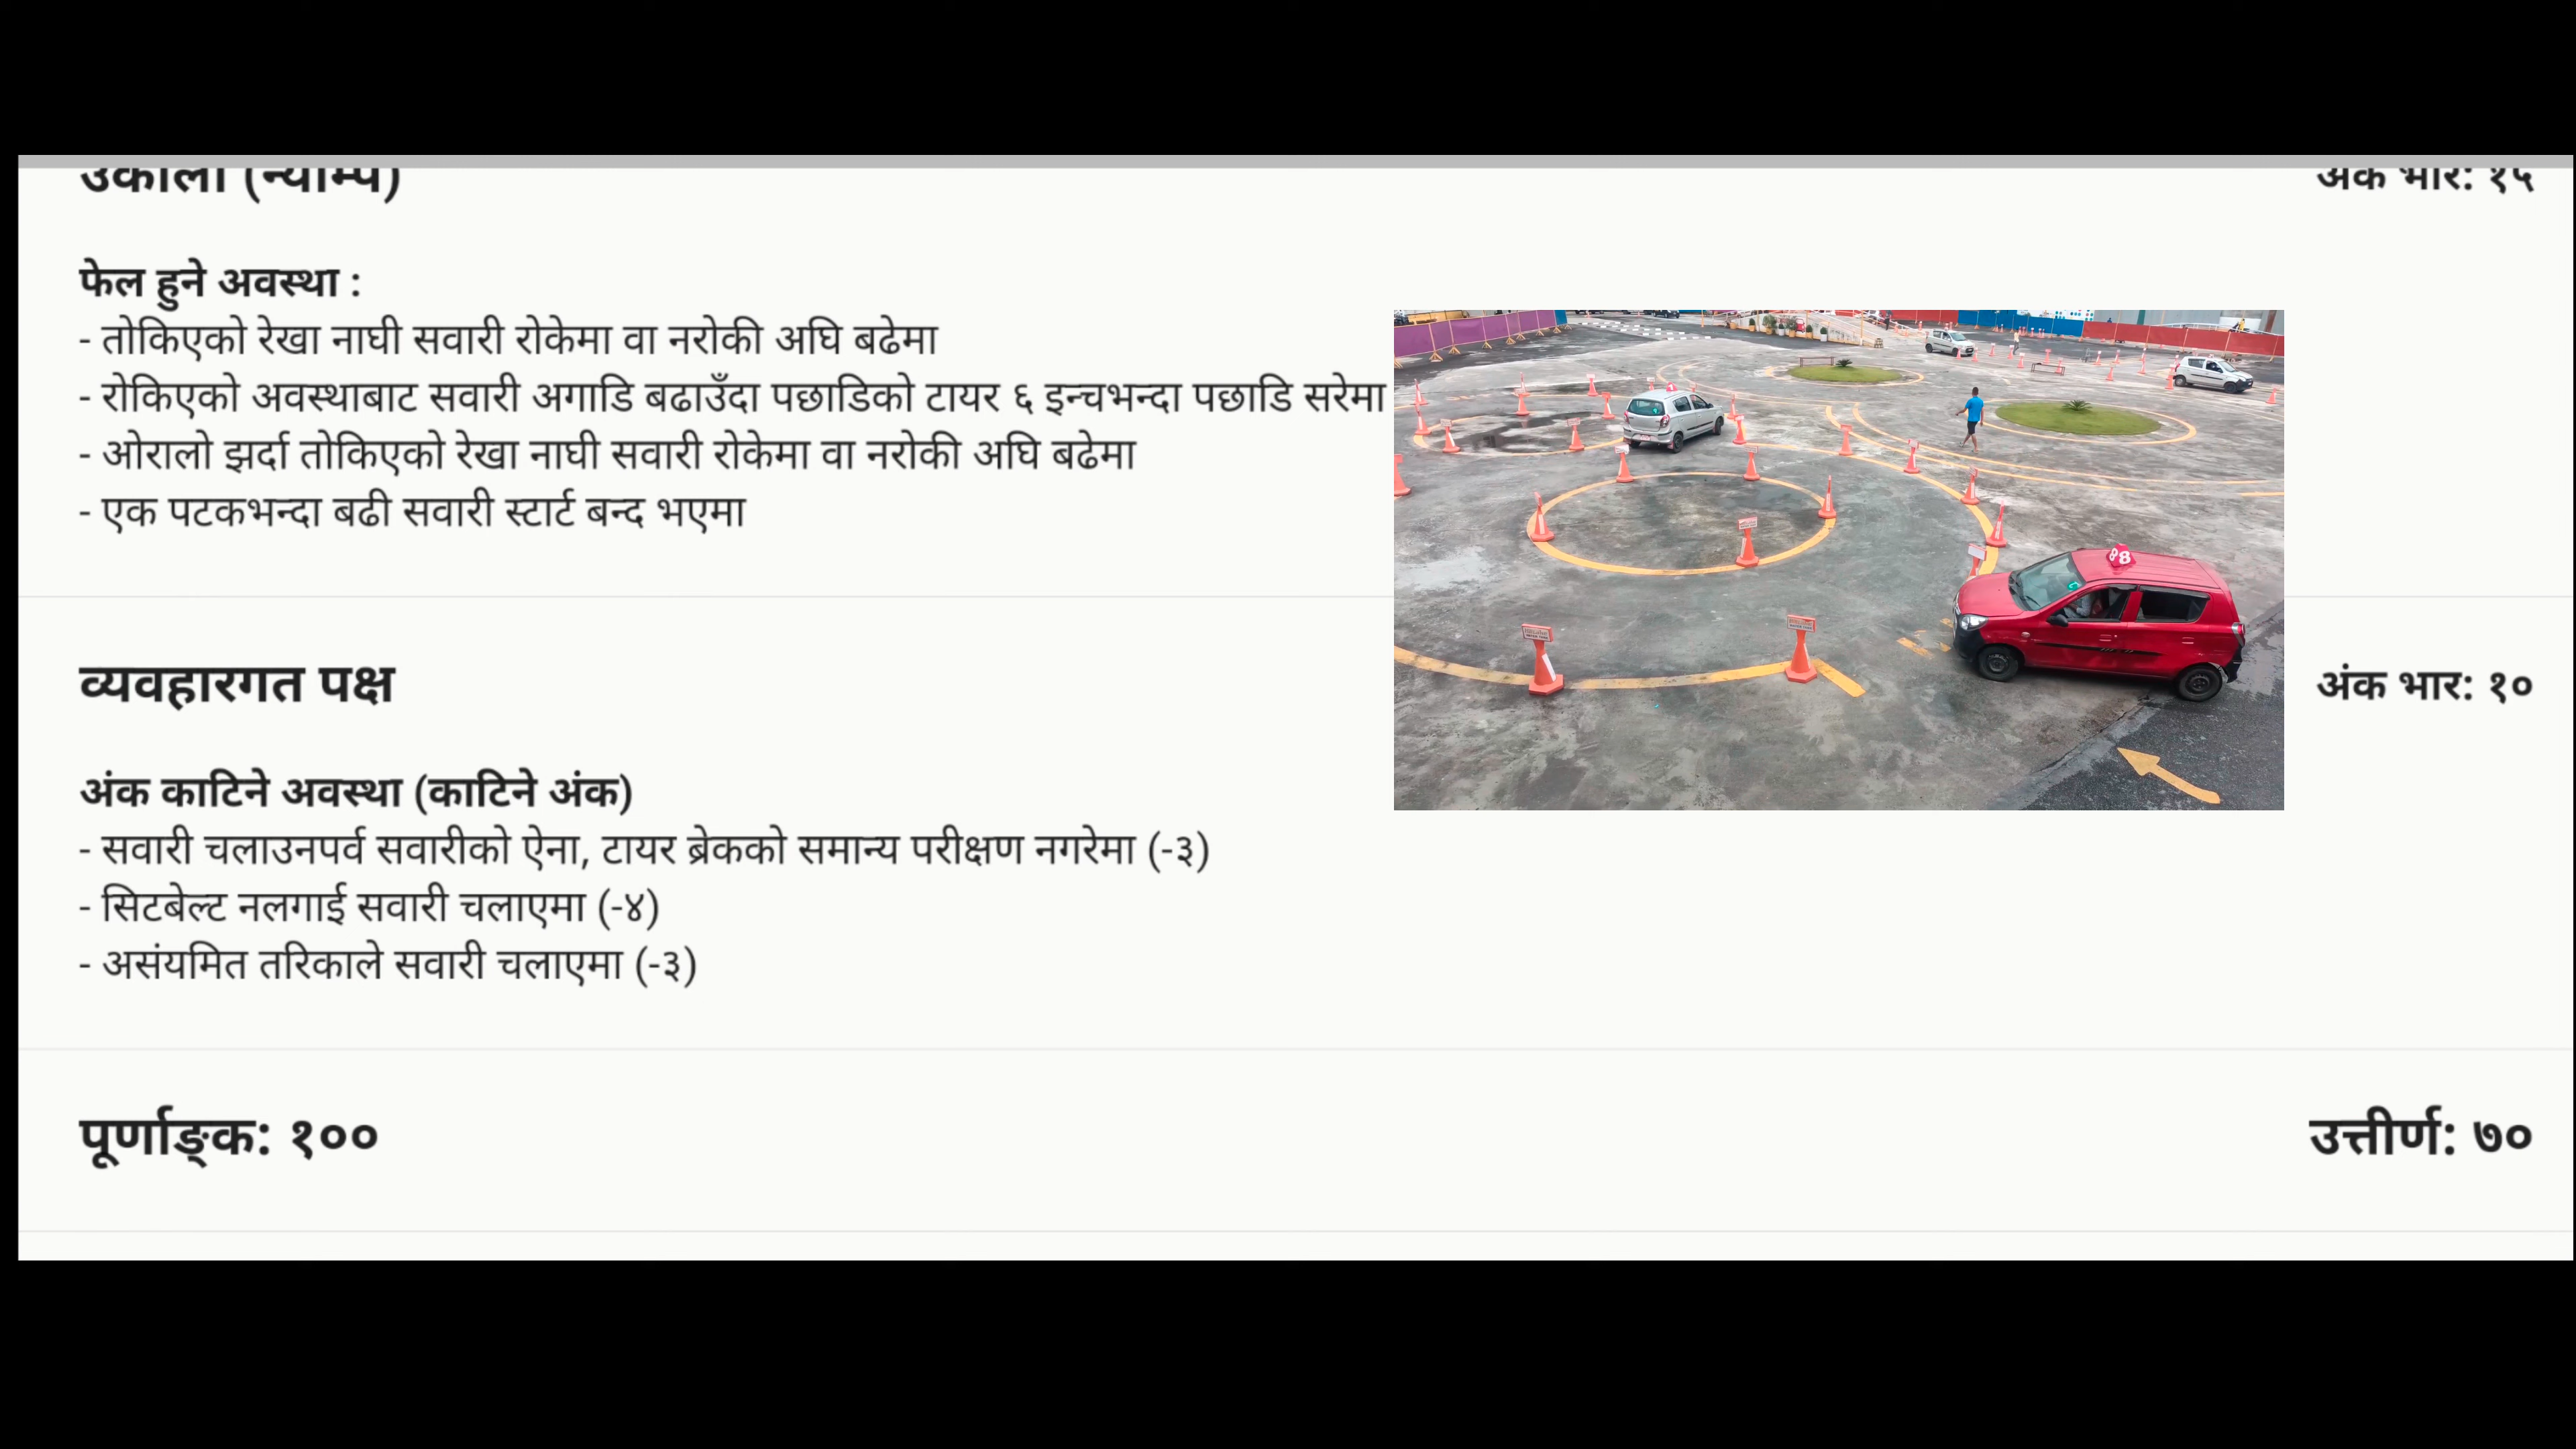 उकालो (न्याम्प)
अंक भार: १५
फेल हुने अवस्था :
- तोकिएको रेखा नाघी सवारी रोकेमा वा नरोकी अघि बढेमा
- रोकिएको अवस्थाबाट सवारी अगाडि बढाउँदा पछाडिको टायर ६ इन्चभन्दा पछाडि सरेमा
- ओरालो झर्दा तोकिएको रेखा नाघी सवारी रोकेमा वा नरोकी अघि बढेमा
- एक पटकभन्दा बढी सवारी स्टार्ट बन्द भएमा
व्यवहारगत पक्ष
अंक भार: १०
अंक काटिने अवस्था (काटिने अंक)
- सवारी चलाउनपर्व सवारीको ऐना, टायर ब्रेकको समान्य परीक्षण नगरेमा (-३)
- सिटबेल्ट नलगाई सवारी चलाएमा (-४)
- असंयमित तरिकाले सवारी चलाएमा (-३)
पूर्णाङ्क: १००
उत्तीर्ण: ७०